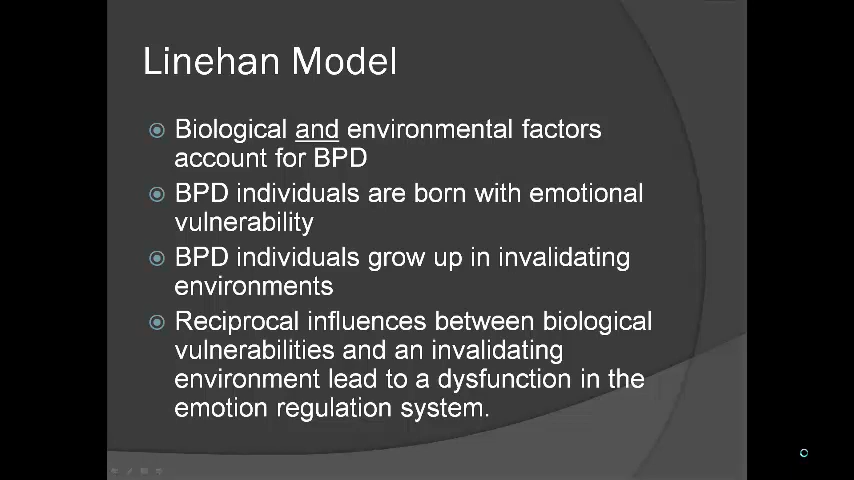 Linehan Model
Biological and environmental factors
account for BPD
BPD individuals are born with emotional
vulnerability
BPD individuals grow up in invalidating
environments
Reciprocal influences between biological
vulnerabilities and an invalidating
environment lead to a dysfunction in the
emotion regulation system.